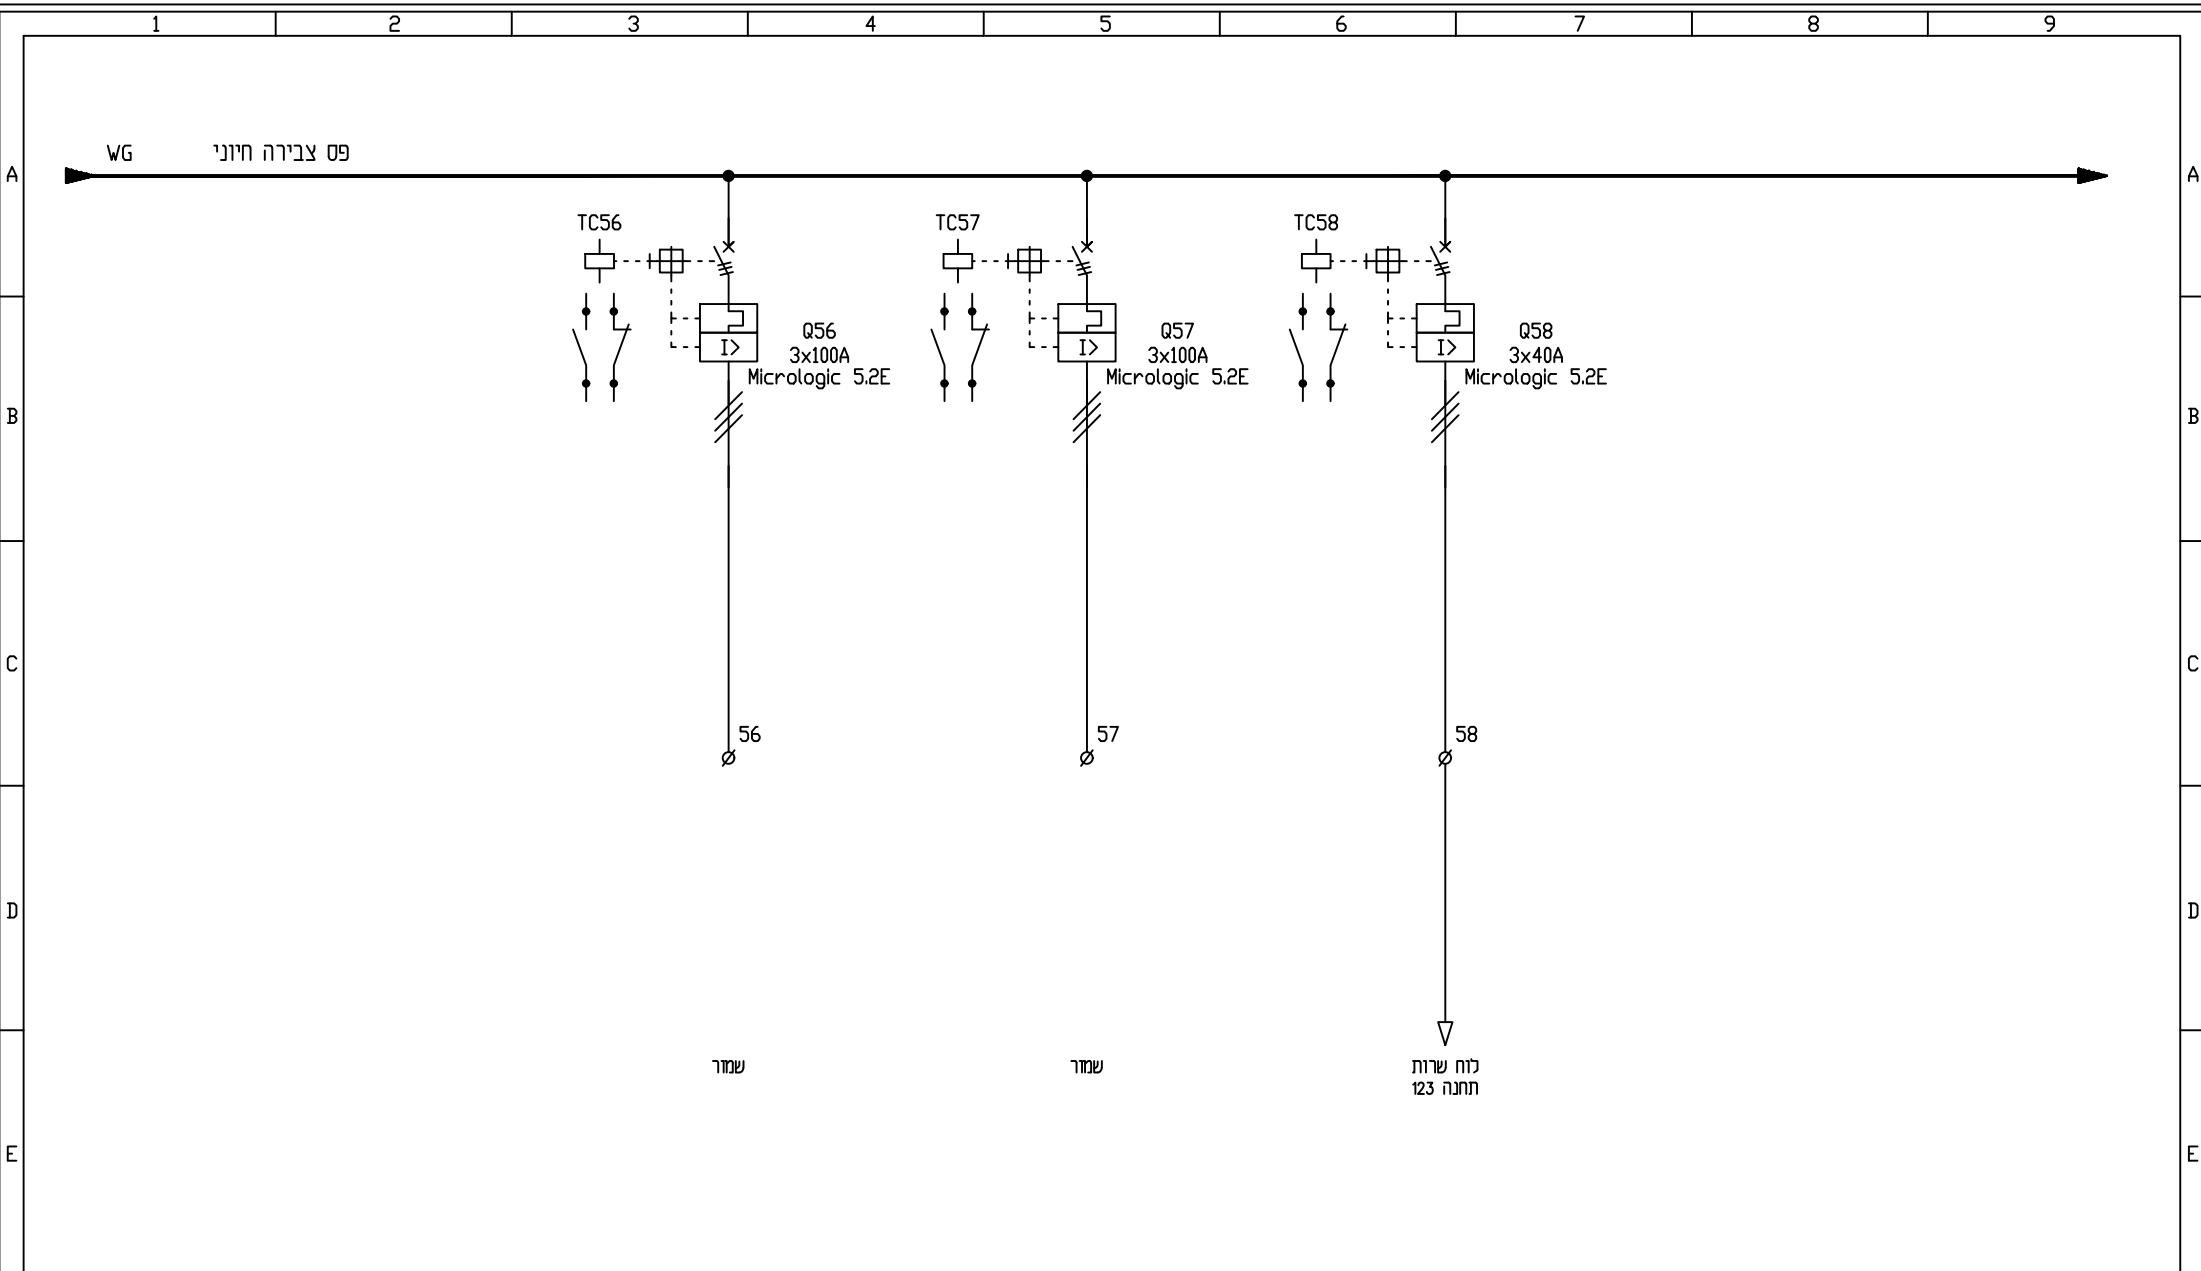 1 2 3 4 5 6 7 8 9
WG פס צבירה חיוני
A A
TC56 TC57 TC58
Q56
3x100A
Micrologic 5.2E
Q57
3x100A
Micrologic 5.2E
Q58
3x40A
Micrologic 5.2E
I> I> I>
B B
C C
56 57 58
D D
שמור
שמור
לוח שרות
תחנה 123
E E